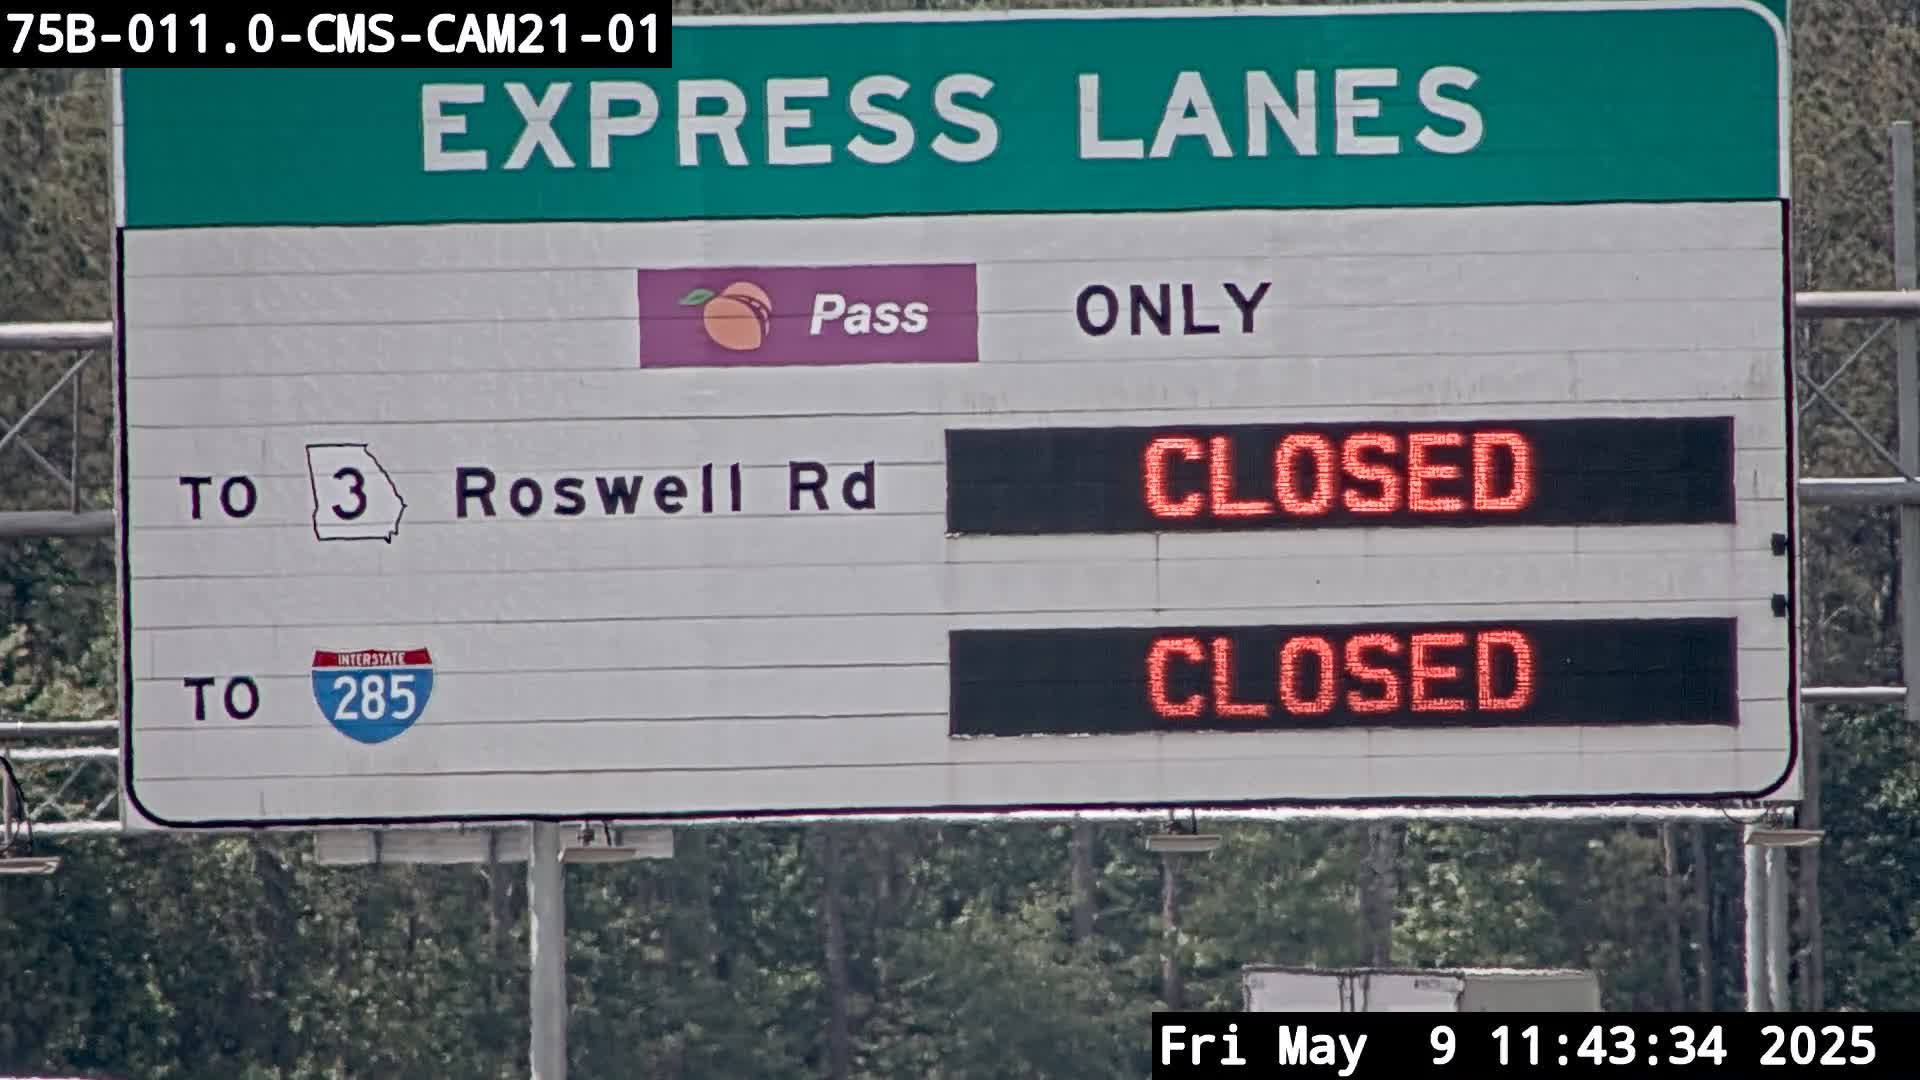 75B-011.0-CMS-CAM21-01
EXPRESS LANES
Pass ONLY
TO 3 Roswell Rd CLOSED
INTERSTATE
TO 285 CLOSED
Fri May 9 11:43:34 2025